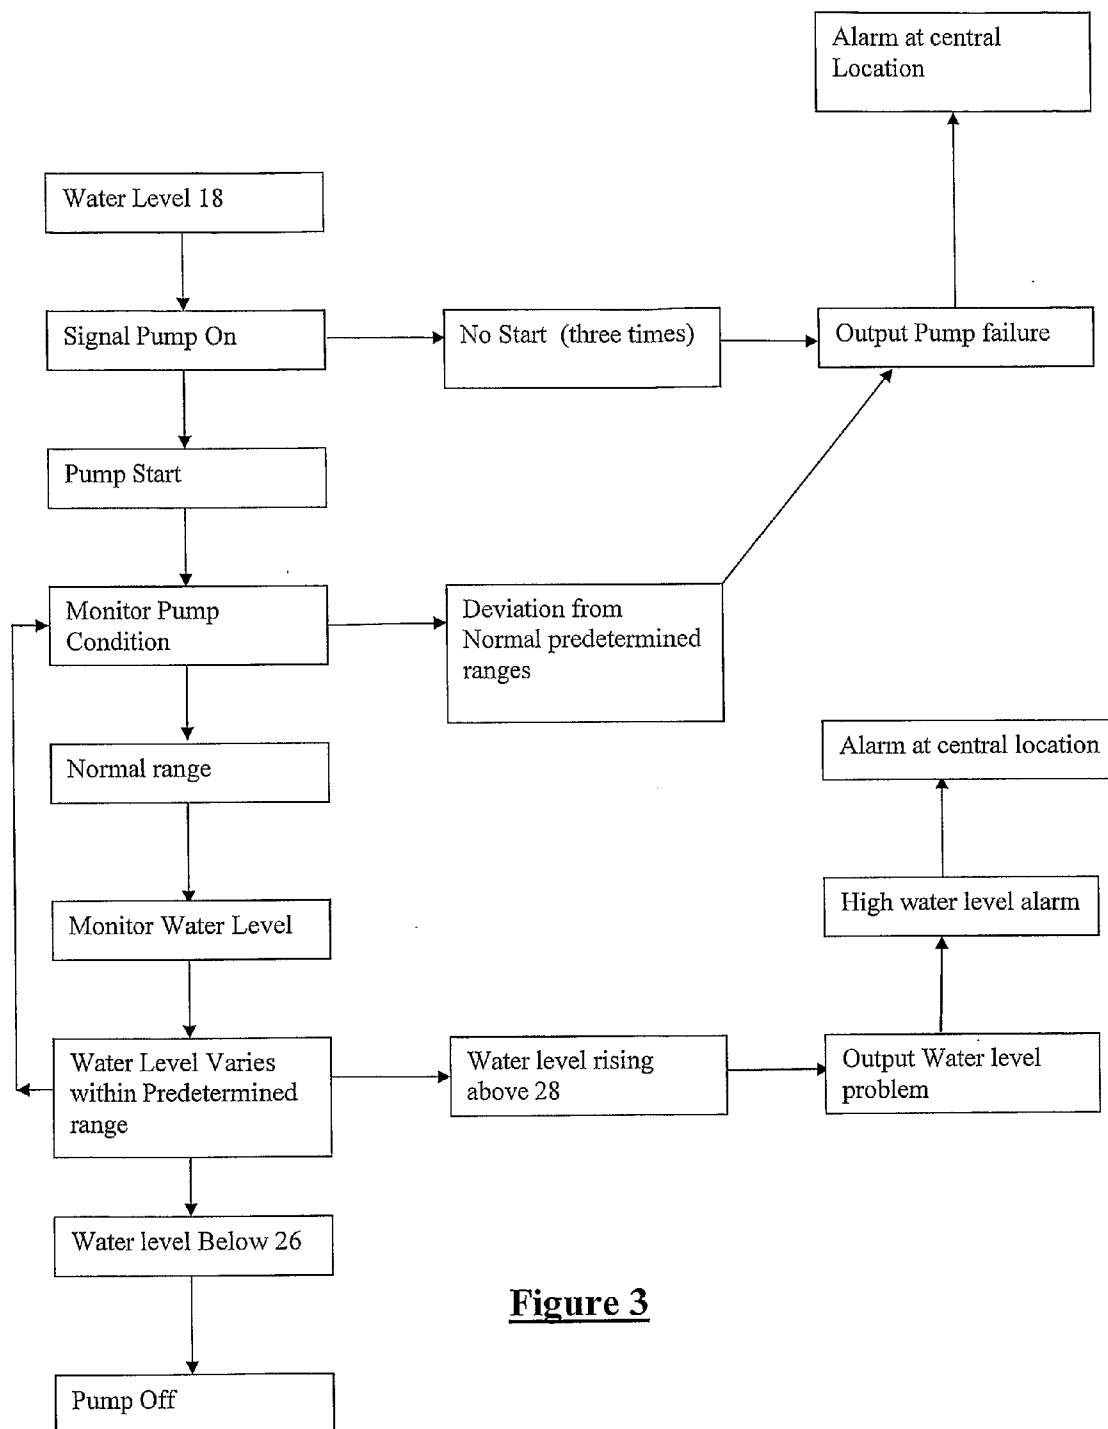 Alarm at central
Location
Water Level 18
Signal Pump On
No Start  (three times)
Output Pump failure
Pump Start
Monitor Pump
Condition
Deviation from
Normal predetermined
ranges
Normal range
Alarm at central location
Monitor Water Level
High water level alarm
Water Level Varies
within Predetermined
range
Water level rising
above 28
Output Water level
problem
Water level Below 26
Figure 3
Pump Off